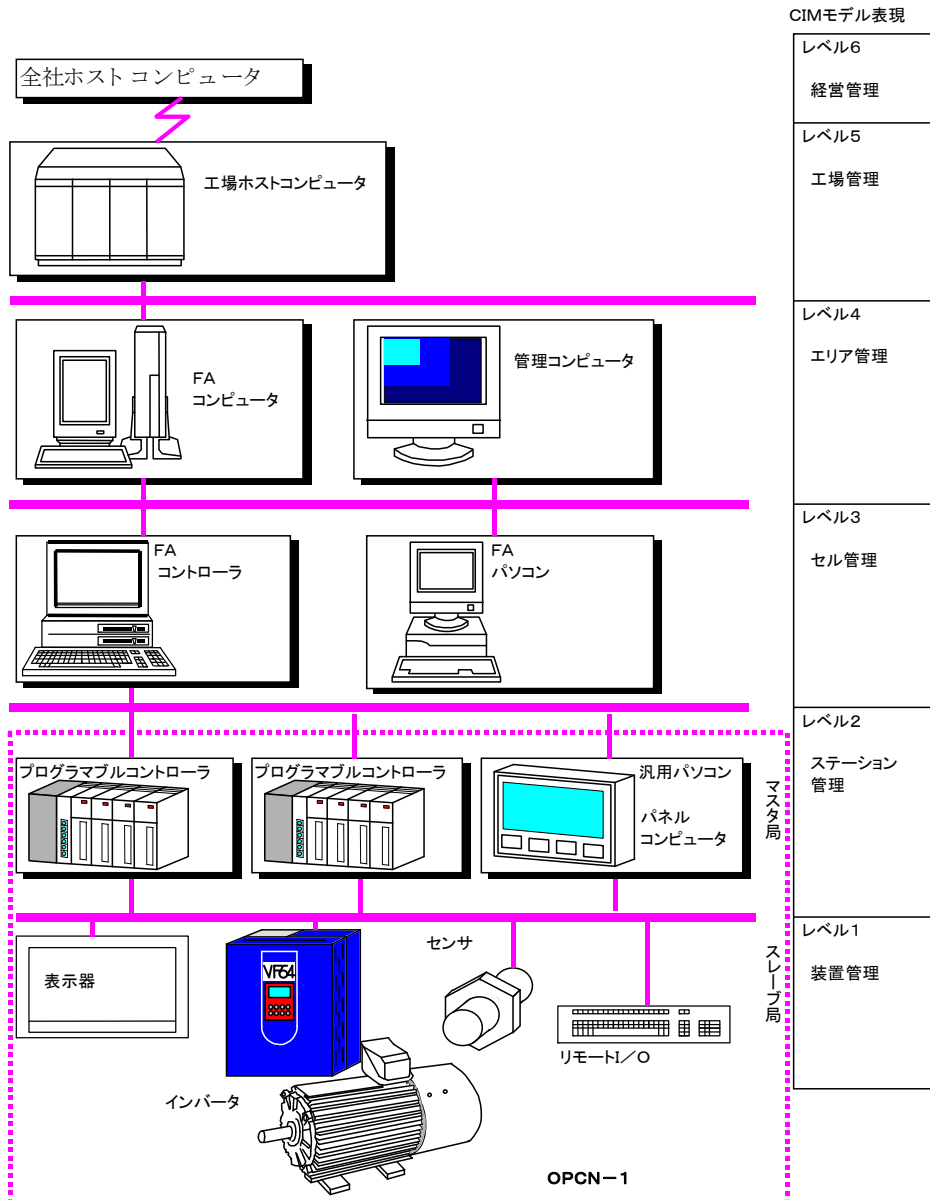 CIMモデル表現
レベル6
経営管理
全社ホストコンピュータ
レベル5
工場管理
工場ホストコンピュータ
レベル4
エリア管理
FA
コンピュータ
管理コンピュータ
レベル3
セル管理
FA
コントローラ
FA
パソコン
レベル2
ステーション
管理
プログラマブルコントローラ
プログラマブルコントローラ
汎用パソコン
パネル
コンピュータ
マスタ局
レベル1
装置管理
スレーブ局
表示器
VF64
センサ
リモートI/O
インバータ
OPCN-1